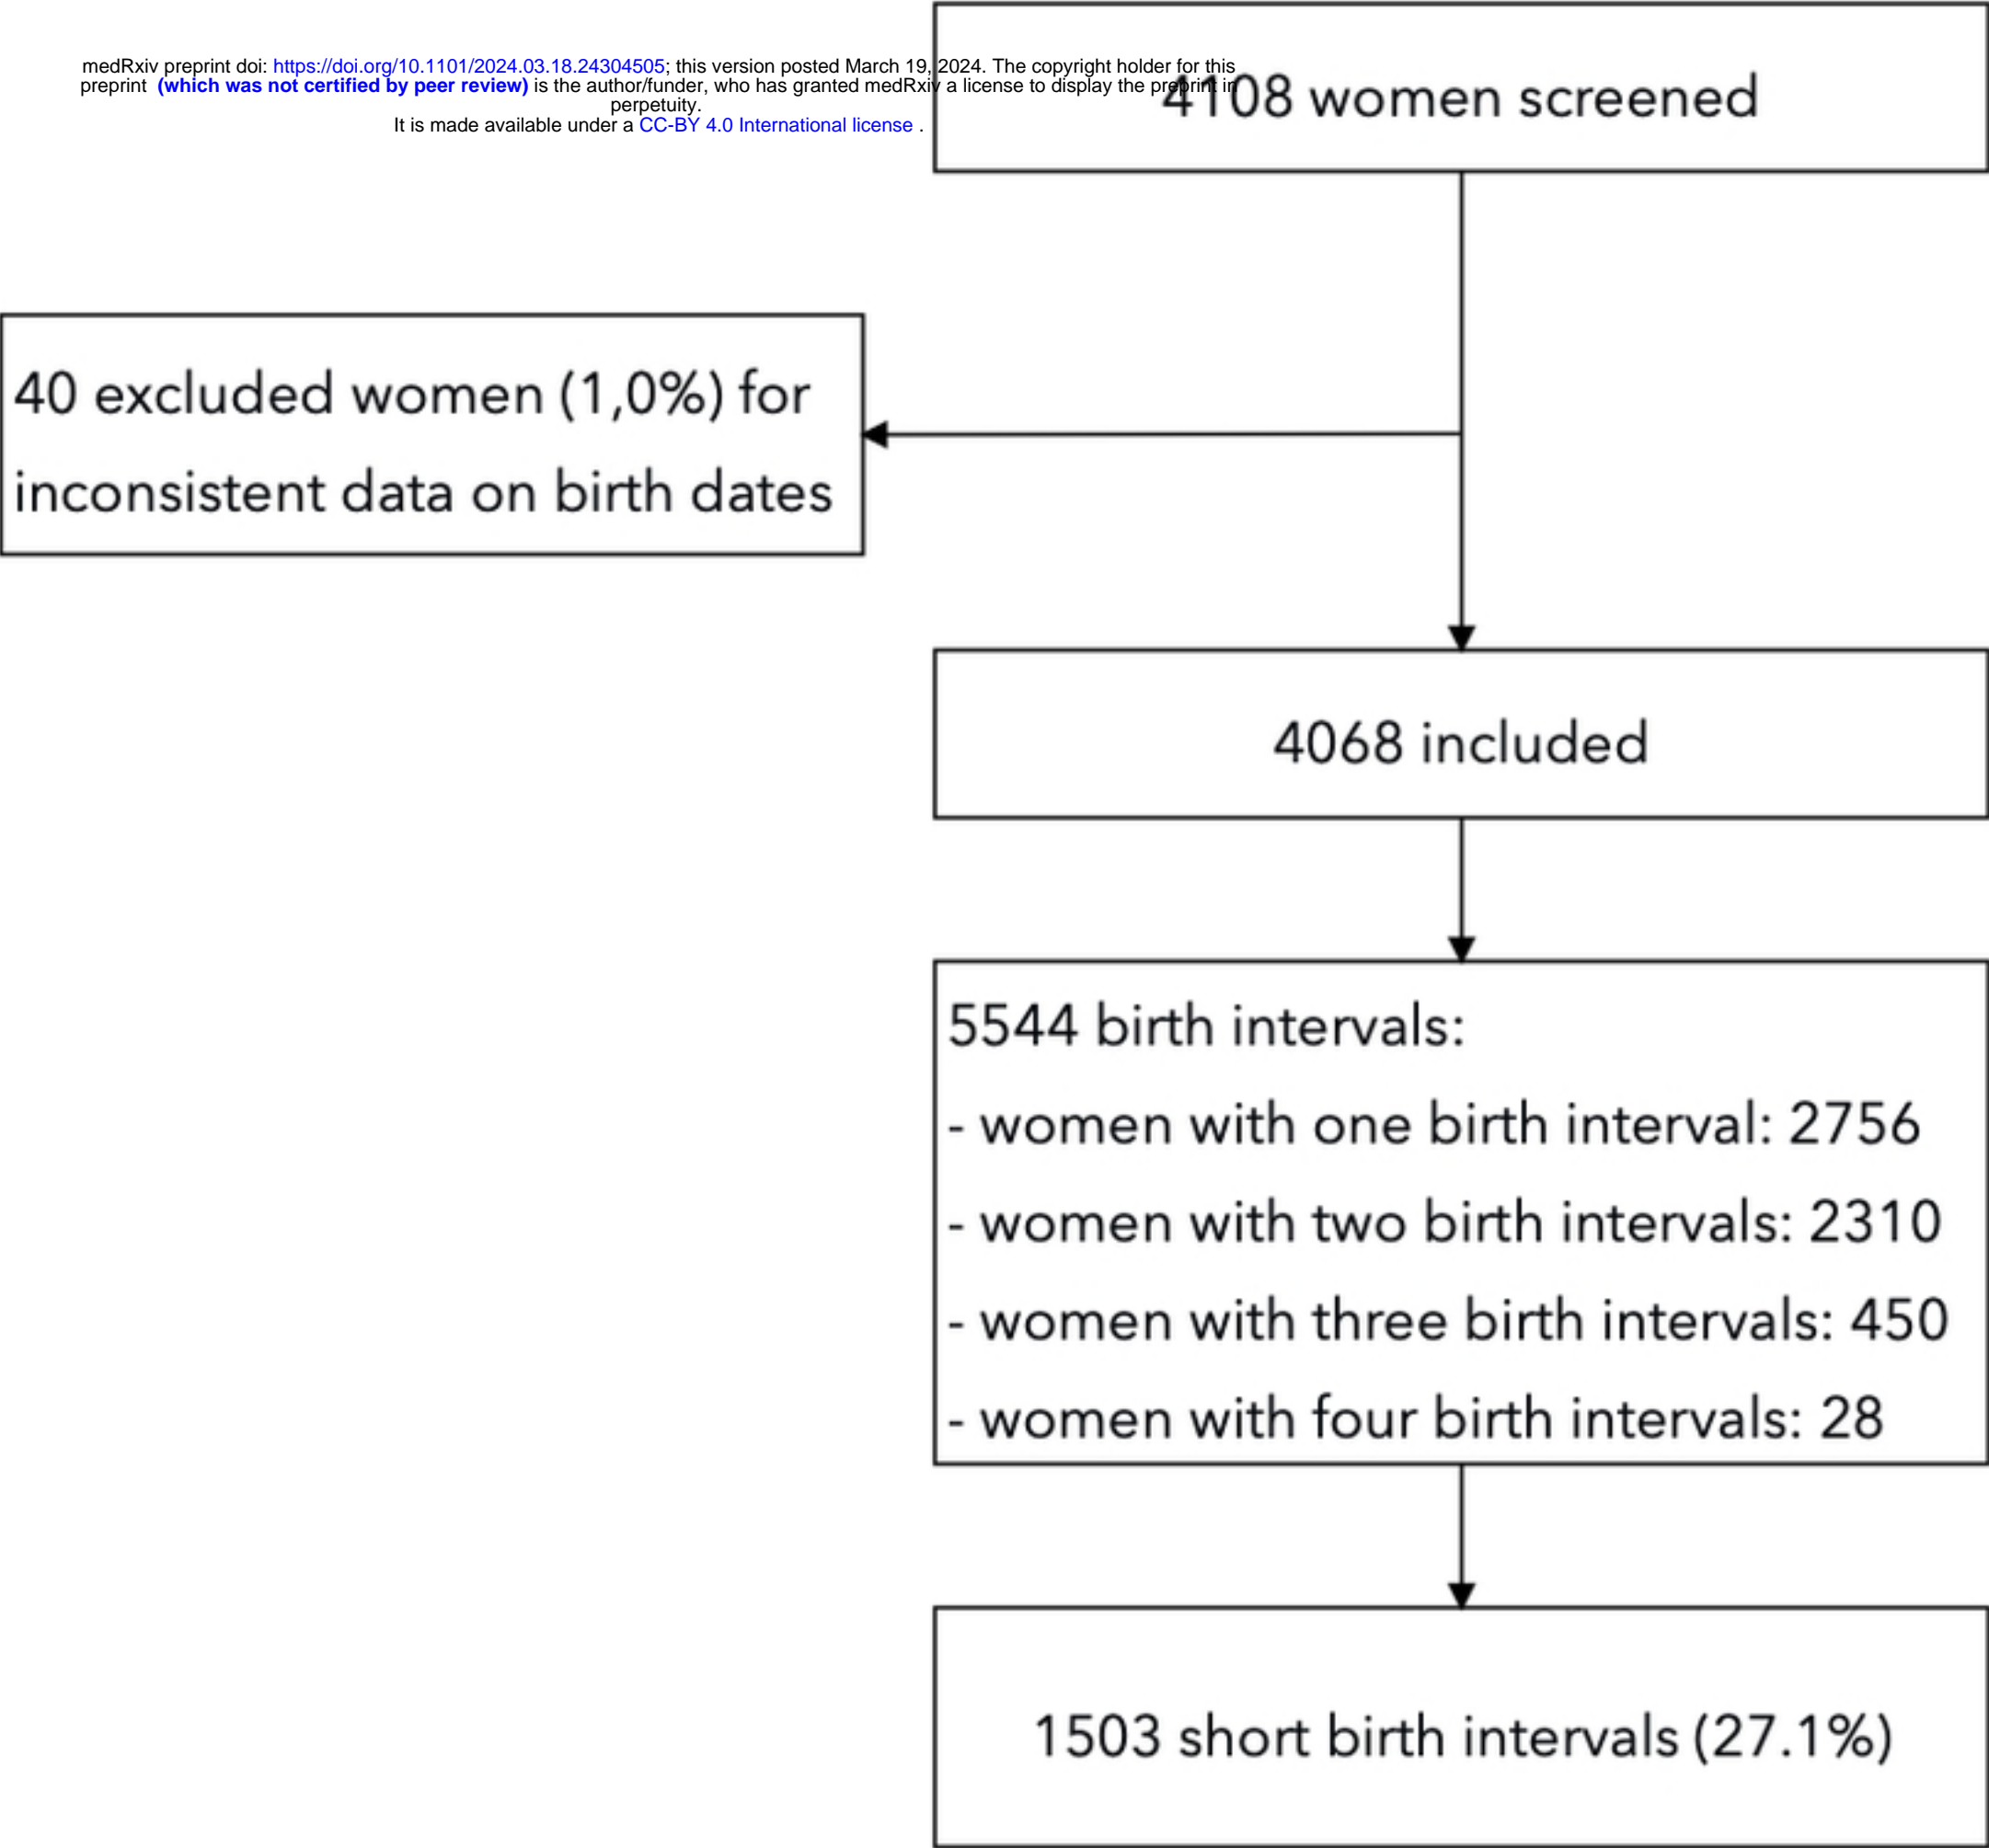 medRxiv preprint doi: https://doi.org/10.1101/2024.03.18.24304505; this version posted March 19, 2024. The copyright holder for this
preprint (which was not certified by peer review) is the author/funder, who has granted medRxiv a license to display the preprint in
perpetuity.
It is made available under a CC-BY 4.0 International license .
4108 women screened
40 excluded women (1,0%) for
inconsistent data on birth dates
4068 included
5544 birth intervals:
- women with one birth interval: 2756
- women with two birth intervals: 2310
- women with three birth intervals: 450
- women with four birth intervals: 28
1503 short birth intervals (27.1%)